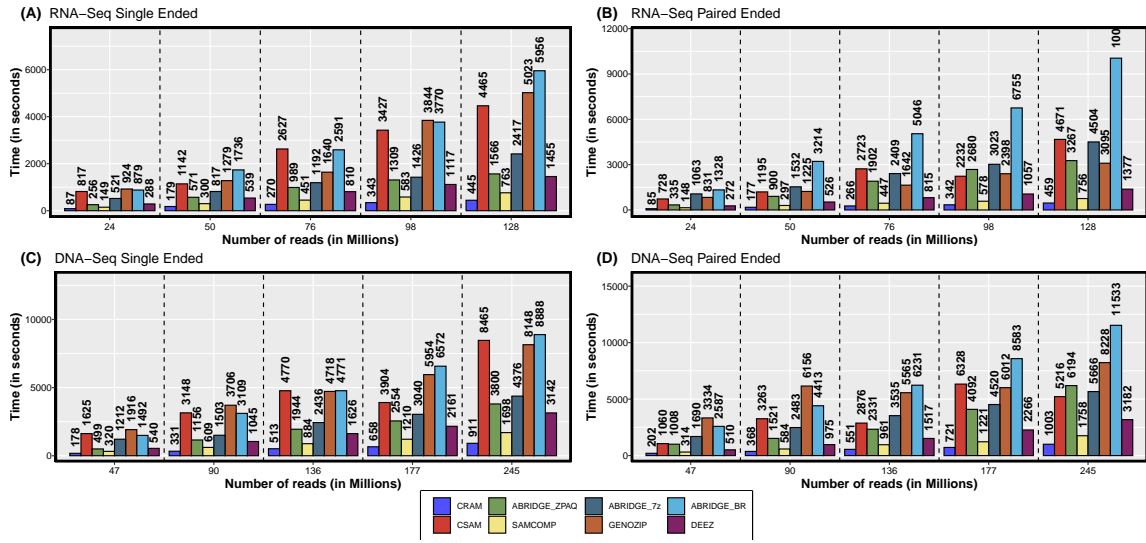 (A) RNA−Seq Single Ended
Time (in seconds)
6000
4000
2000
0
87 817 256 149 521 924 879 288
179 1142 571 300 817 1279 1736 539
270 2627 989 451 1192 1640 2591 810
343 3427 1309 583 1426 3844 3770 1117
445 4465 1566 763 2417 5023 5956 1455
24 50 76 98 128
Number of reads (in Millions)
(B) RNA−Seq Paired Ended
Time (in seconds)
12000
9000
6000
3000
0
85 728 335 148 1063 831 1328 272
177 1195 900 297 1532 1225 3214 526
266 2723 1902 447 2409 1642 5046 815
342 2232 2680 578 3023 2398 6755 1057
459 4671 3267 756 4504 3095 100 1377
24 50 76 98 128
Number of reads (in Millions)
(C) DNA−Seq Single Ended
Time (in seconds)
10000
5000
0
178 1625 499 320 1212 1916 1492 540
331 3148 1156 609 1503 3706 3109 1045
513 4770 1944 884 2436 4718 4771 1626
658 3904 2554 1210 3040 5954 6572 2161
911 8465 3800 1698 4376 8148 8888 3142
47 90 136 177 245
Number of reads (in Millions)
(D) DNA−Seq Paired Ended
Time (in seconds)
15000
10000
5000
0
202 1060 1008 314 1690 3334 2587 510
368 3263 1521 584 2483 6156 4413 975
551 2876 2331 961 3535 5565 6231 1517
721 6328 4092 1221 4520 6012 8583 2266
1003 5216 6194 1758 5666 8228 11533 3182
47 90 136 177 245
Number of reads (in Millions)
CRAM ABRIDGE_ZPAQ ABRIDGE_7z ABRIDGE_BR
CSAM SAMCOMP GENOZIP DEEZ